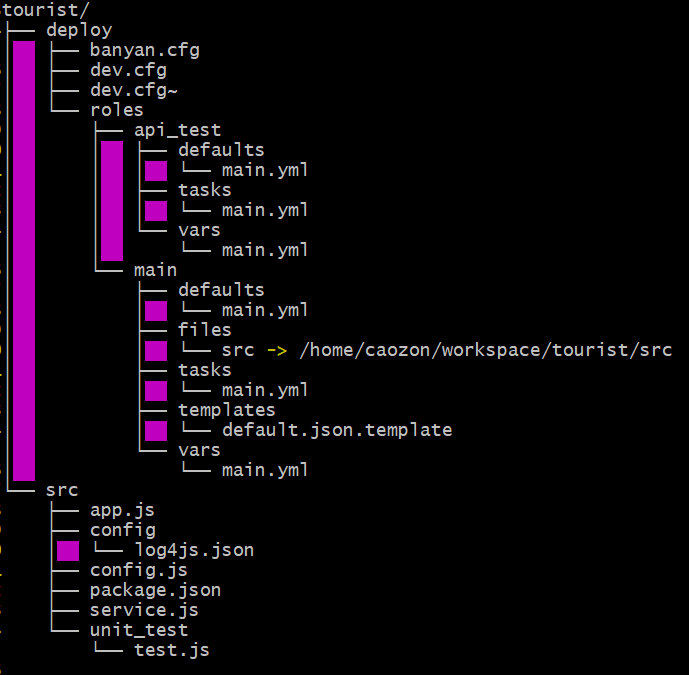 tourist/
├── deploy
│   ├── banyan.cfg
│   ├── dev.cfg
│   ├── dev.cfg~
│   └── roles
│       ├── api_test
│       │   ├── defaults
│       │   │   └── main.yml
│       │   ├── tasks
│       │   │   └── main.yml
│       │   └── vars
│       │       └── main.yml
│       └── main
│           ├── defaults
│           │   └── main.yml
│           ├── files
│           │   └── src -> /home/caozon/workspace/tourist/src
│           ├── tasks
│           │   └── main.yml
│           ├── templates
│           │   └── default.json.template
│           └── vars
│               └── main.yml
└── src
    ├── app.js
    ├── config
    │   └── log4js.json
    ├── config.js
    ├── package.json
    ├── service.js
    └── unit_test
        └── test.js